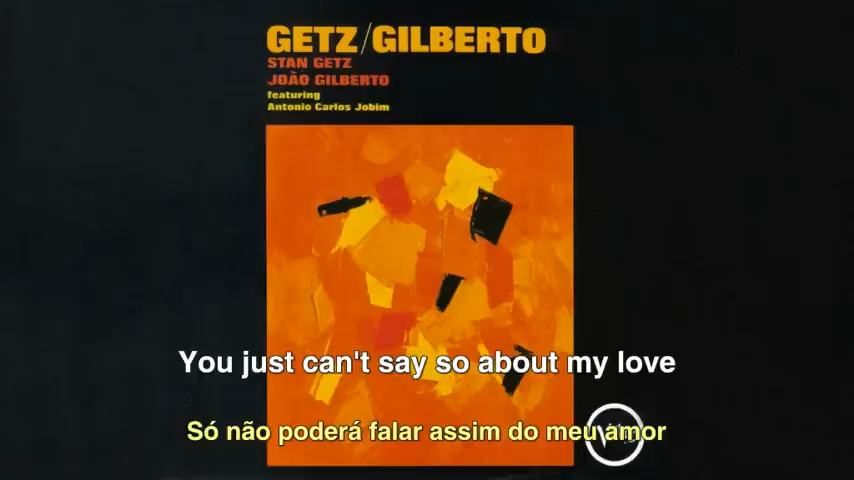 GETZ/GILBERTO
STAN GETZ
JOÃO GILBERTO
featuring
Antonio Carlos Jobim
You just can't say so about my love
Só não poderá falar assim do meu amor